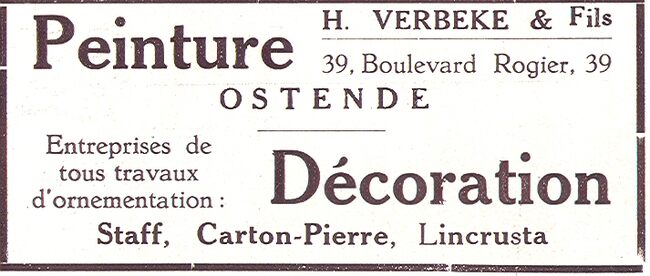 Peinture
H. VERBEKE & Fils
39, Boulevard Rogier, 39
OSTENDE
Entreprises de
tous travaux
d'ornementation :
Décoration
Staff, Carton-Pierre, Lincrusta